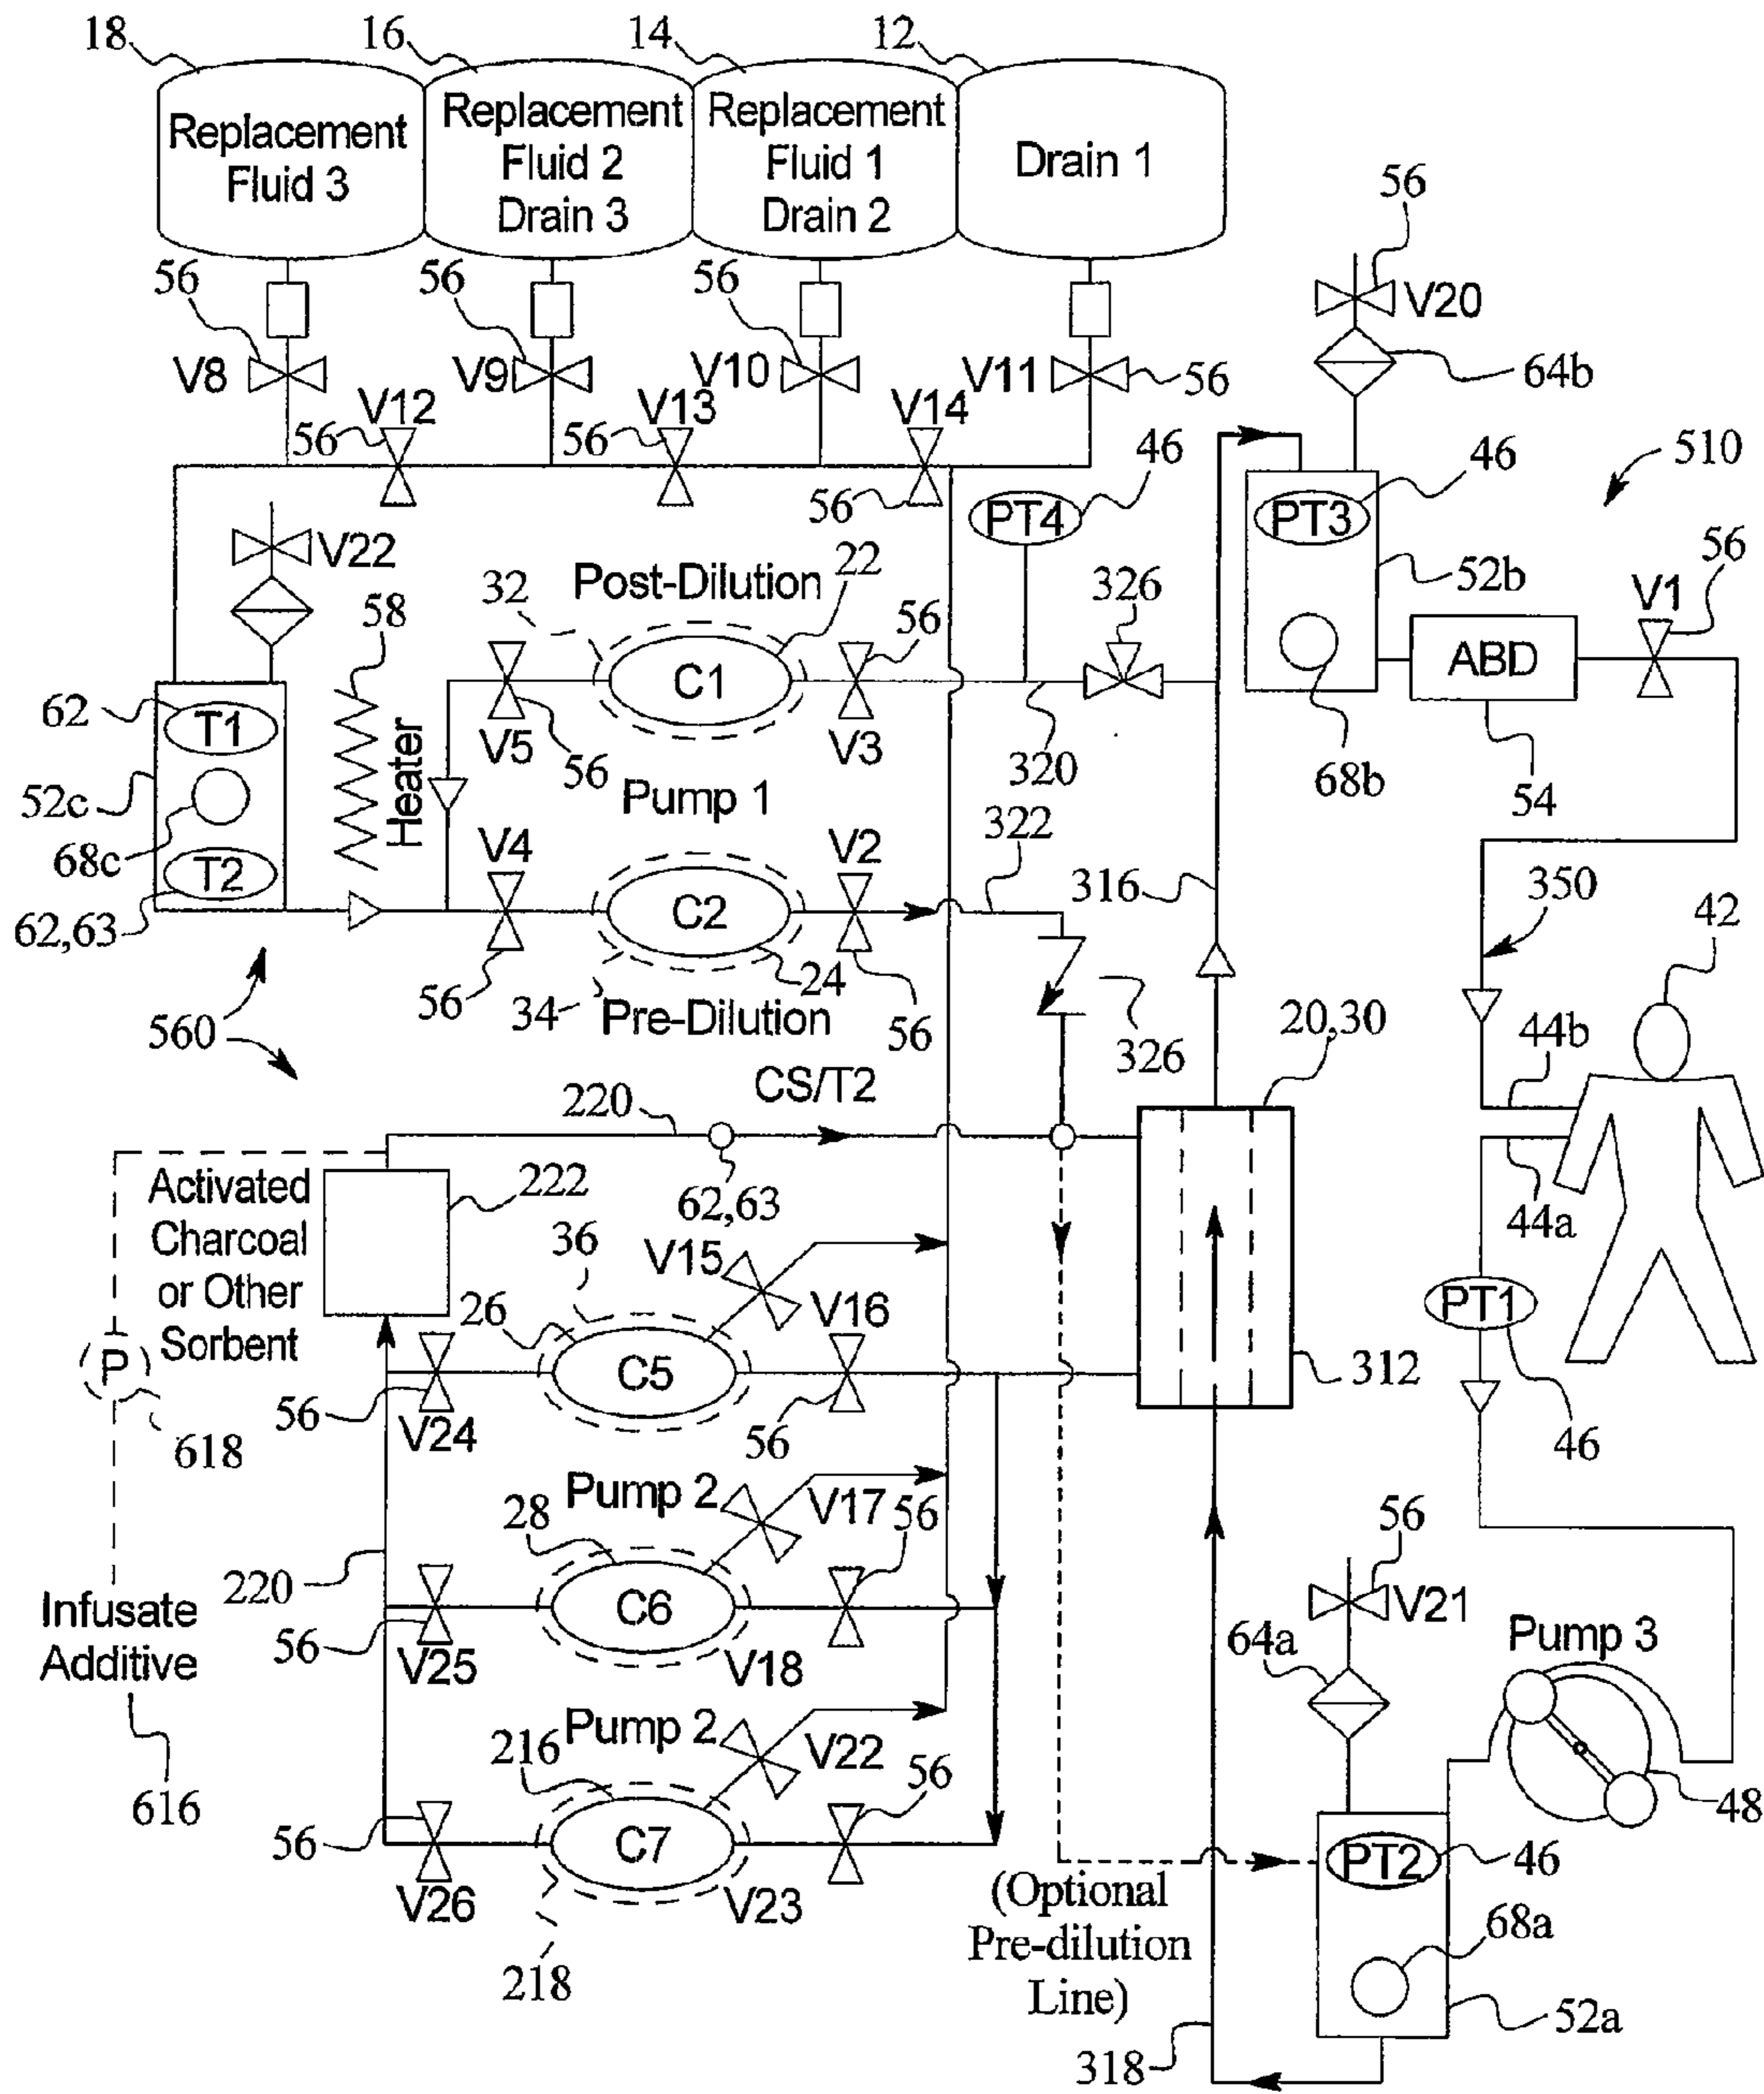 18
16
14
12
Replacement
Fluid 3
Replacement
Fluid 2
Drain 3
Replacement
Fluid 1
Drain 2
Drain 1
56
56
56
56
V20
V8
V9
V10
V11
56
64b
V12
V13
V14
56
56
56
46
46
510
PT4
PT3
V22
Post-Dilution
22
52b
56
32
58
56
326
V1
62
T1
C1
ABD
Heater
V5
56
V3
320
52c
68b
54
Pump 1
322
68c
V4
V2
T2
C2
316
350
62,63
42
24
56
34
Pre-Dilution
56
20,30
560
326
44b
CS/T2
220
Activated
Charcoal
or Other
Sorbent
222
62,63
44a
36
V15
PT1
26
V16
P
C5
312
56
V24
56
46
618
Pump 2
V17
56
28
56
220
C6
V21
Infusate
Additive
56
V25
V18
64a
Pump 3
Pump 2
V22
216
56
616
56
C7
48
V26
V23
PT2
46
(Optional
Pre-dilution
Line)
218
68a
52a
318